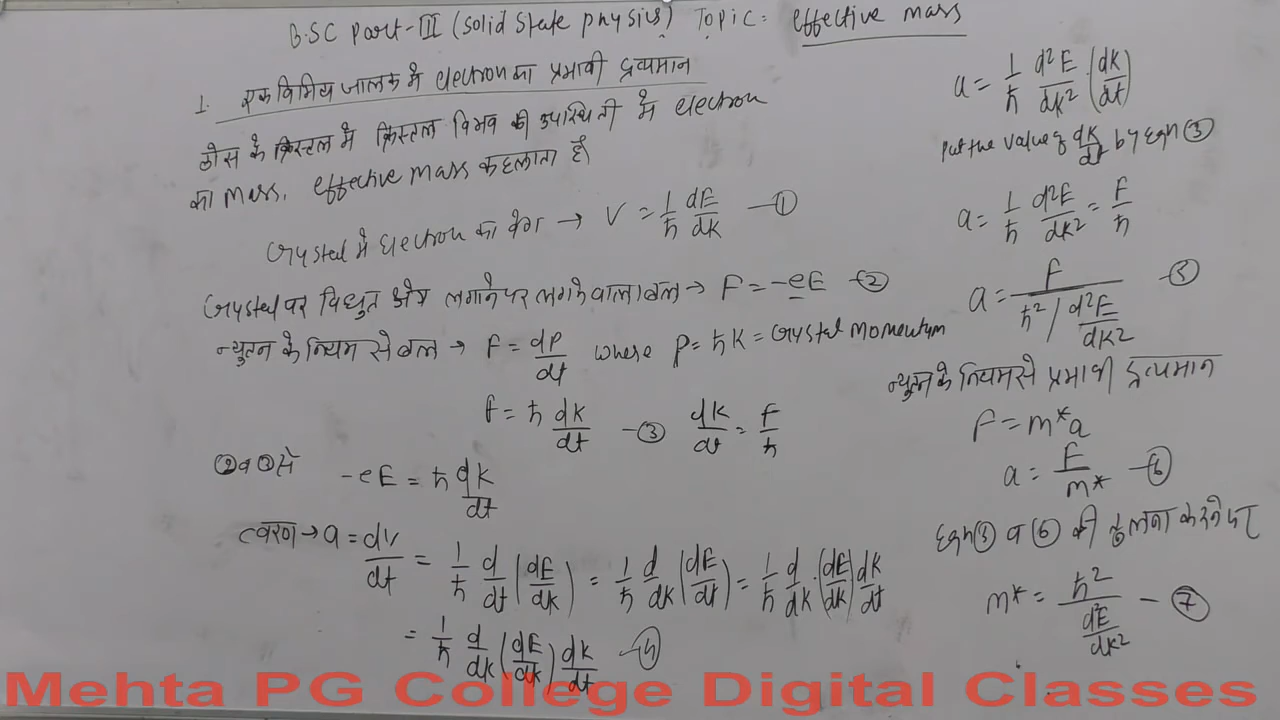 B.SC Part-III (Solid State physics) Topic: effective mass
1. एक विमिय जालक मे electron का प्रभावी द्रव्यमान
ठोस के क्रिस्टल मे क्रिस्टल विभव की उपस्थिती मे electron
का mass, effective mass कहलाता है
Crystal मे electron का वेग → V = 1/ħ dE/dk —①
Crystal पर विधुत क्षेत्र लगाने पर लगने वाला बल → F = -eE —②
न्युटन के नियम से बल → F = dP/dt where P = ħK = Crystal momentum
F = ħ dk/dt —③ dk/dt = F/ħ
② व ③ से -eE = ħ dk/dt
त्वरण → a = dv/dt = 1/ħ d/dt (dE/dk) = 1/ħ d/dk (dE/dt) = 1/ħ d/dk · (dE/dk) dk/dt
= 1/ħ d/dk (dE/dk) dk/dt —④
a = 1/ħ d²E/dk² · (dk/dt)
Put the value of dk/dt by Eqn ③
a = 1/ħ d²E/dk² = F/ħ
a = F / (ħ² / d²E/dk²) —⑤
न्युटन के नियम से प्रभावी द्रव्यमान
F = m*a
a = F/m* —⑥
Eqn ⑤ व ⑥ की तुलना करने पर
m* = ħ² / (d²E/dk²) —⑦
Mehta PG College Digital Classes